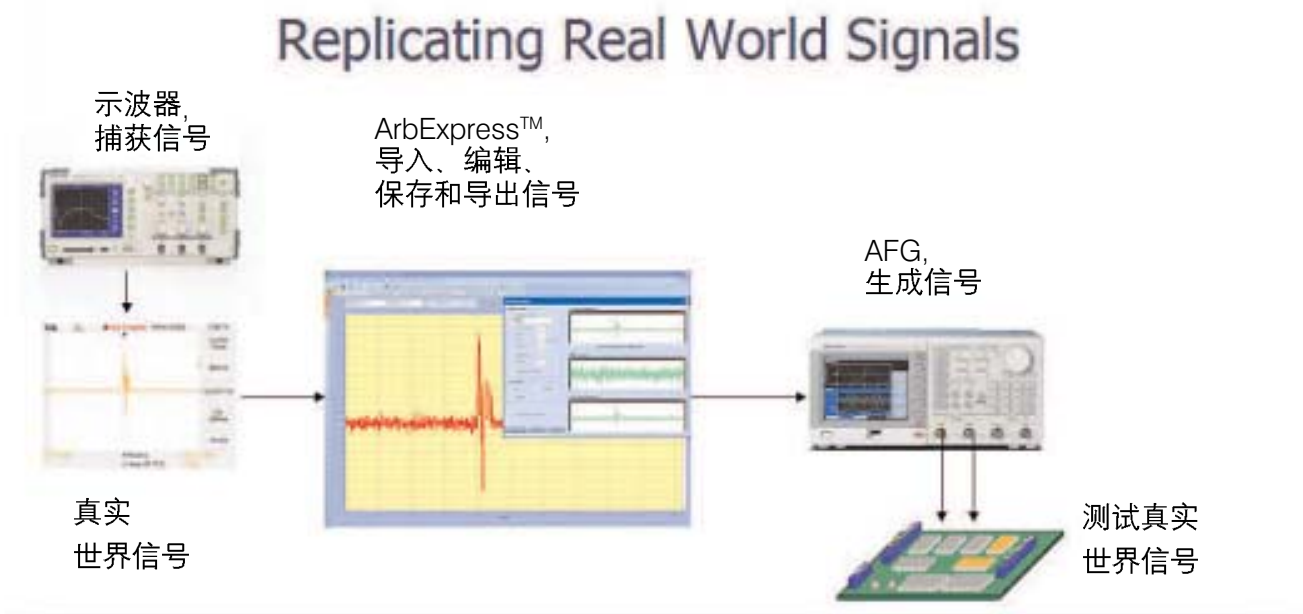 Replicating Real World Signals
示波器,
捕获信号
ArbExpress™,
导入、编辑、
保存和导出信号
AFG,
生成信号
真实
世界信号
测试真实
世界信号